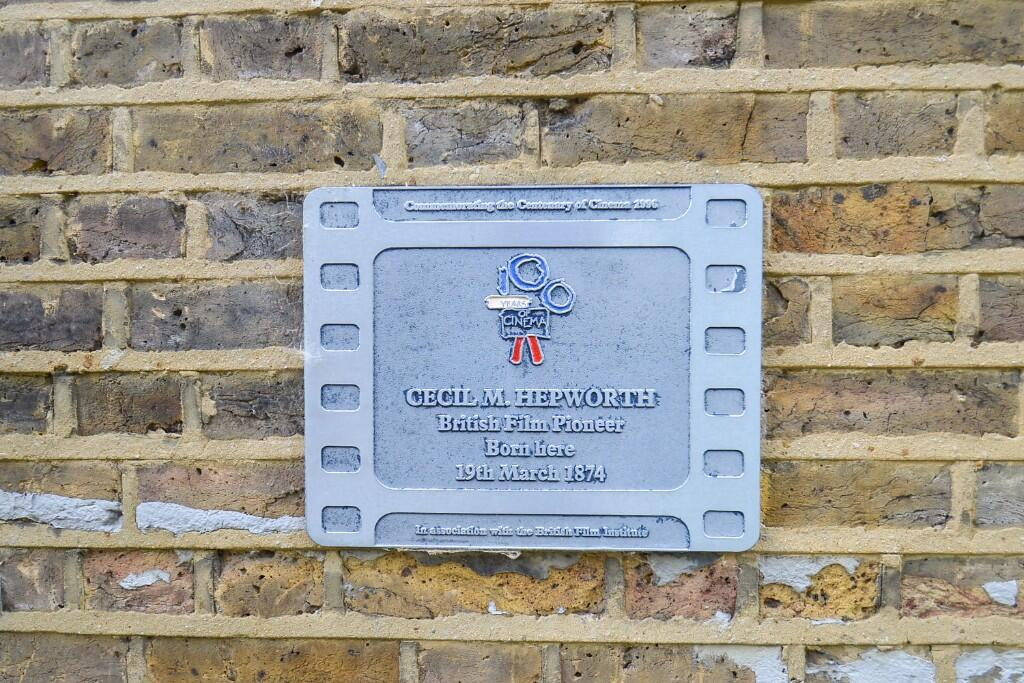 Commemorating the Centenary of Cinema 1996
100
YEARS
OF
CINEMA
CECIL M. HEPWORTH
British Film Pioneer
Born here
19th March 1874
In association with the British Film Institute